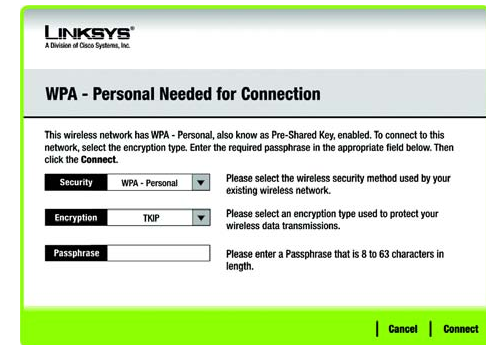 LINKSYS®
A Division of Cisco Systems, Inc.
WPA - Personal Needed for Connection
This wireless network has WPA - Personal, also know as Pre-Shared Key, enabled. To connect to this
network, select the encryption type. Enter the required passphrase in the appropriate field below. Then
click the Connect.
Security WPA - Personal Please select the wireless security method used by your
existing wireless network.
Encryption TKIP Please select an encryption type used to protect your
wireless data transmissions.
Passphrase Please enter a Passphrase that is 8 to 63 characters in
length.
Cancel Connect